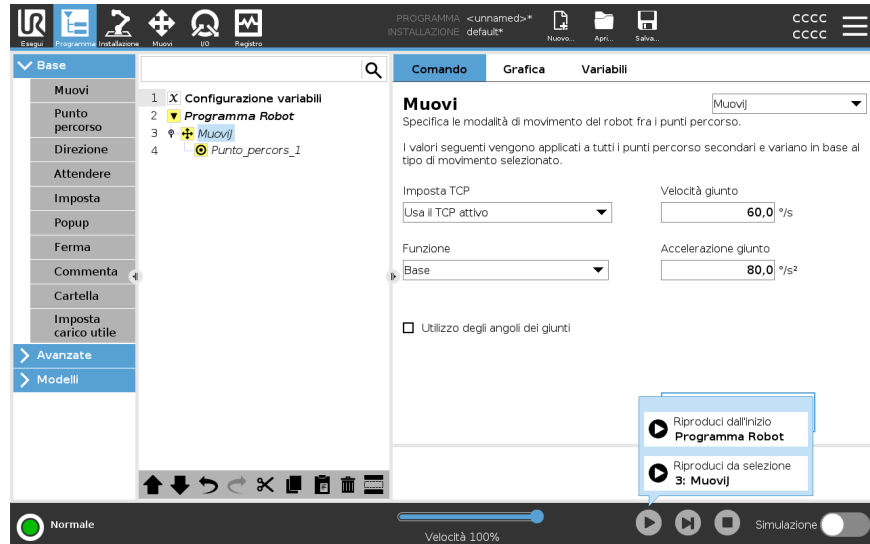 UR
Esegui
Programma
Installazione
Muovi
I/O
Registro
PROGRAMMA <unnamed>*
INSTALLAZIONE default*
Nuovo...
Apri...
Salva...
CCCC
CCCC
Base
Muovi
Punto
percorso
Direzione
Attendere
Imposta
Popup
Ferma
Commenta
Cartella
Imposta
carico utile
Avanzate
Modelli
1 X Configurazione variabili
2 Programma Robot
3 MuoviJ
4 Punto_percors_1
Comando Grafica Variabili
Muovi
MuoviJ
Specifica le modalità di movimento del robot fra i punti percorso.
I valori seguenti vengono applicati a tutti i punti percorso secondari e variano in base al
tipo di movimento selezionato.
Imposta TCP
Velocità giunto
Usa il TCP attivo
60,0 °/s
Funzione
Accelerazione giunto
Base
80,0 °/s²
Utilizzo degli angoli dei giunti
Riproduci dall'inizio
Programma Robot
Riproduci da selezione
3: MuoviJ
Normale
Velocità 100%
Simulazione